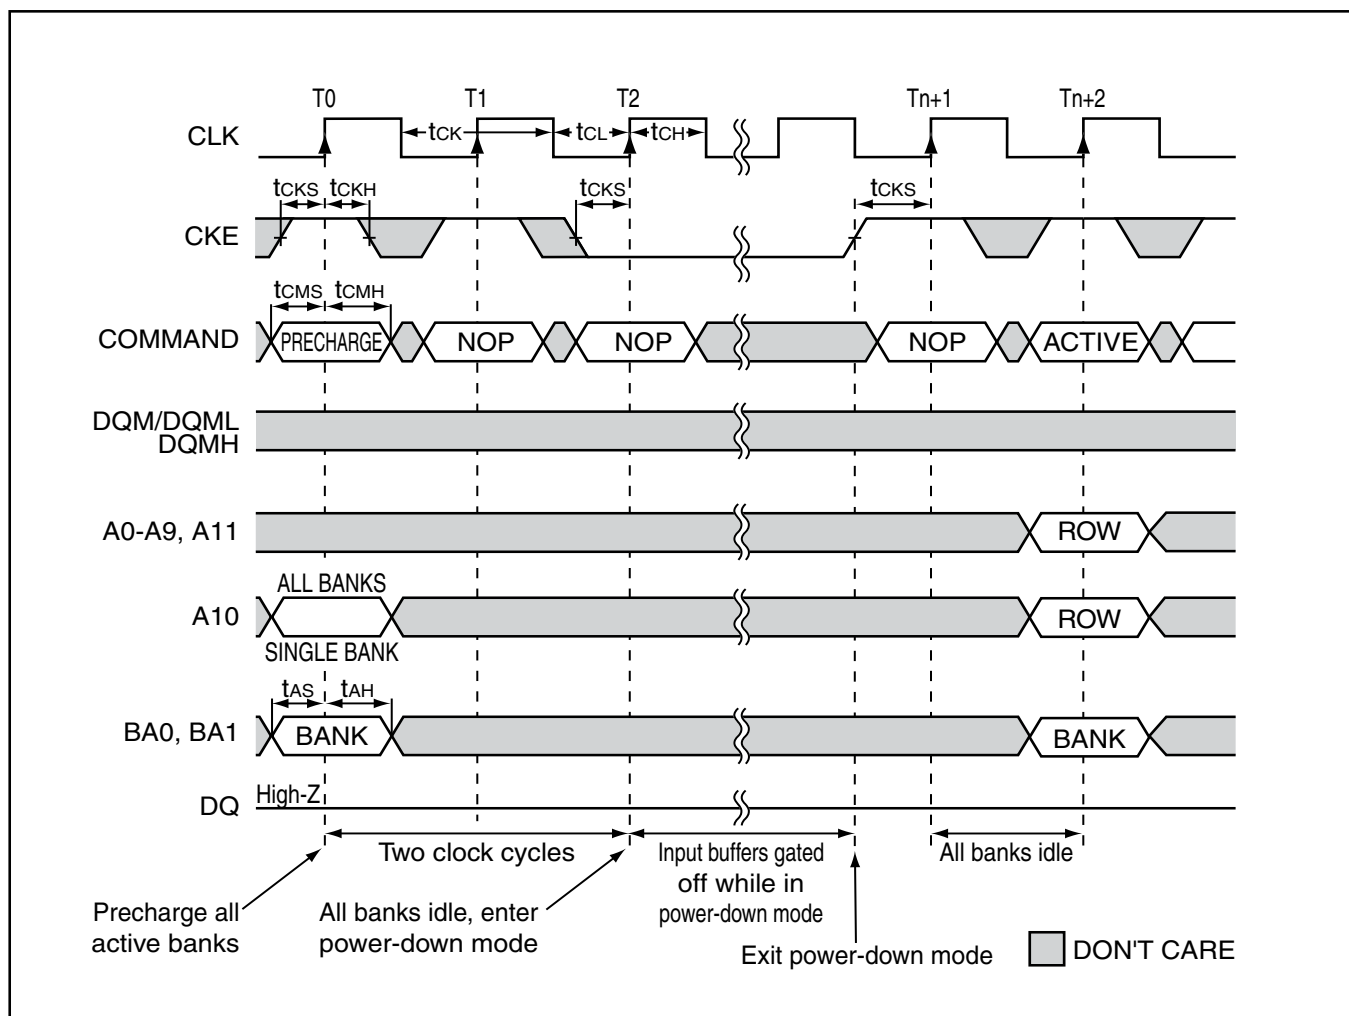 T0 T1 T2 Tn+1 Tn+2
CLK tCK tCL tCH
tCKS tCKH tCKS tCKS
CKE
tCMS tCMH
COMMAND PRECHARGE NOP NOP NOP ACTIVE
DQM/DQML
DQMH
A0-A9, A11 ROW
ALL BANKS
A10 ROW
SINGLE BANK
tAS tAH
BA0, BA1 BANK BANK
DQ High-Z
Two clock cycles
Input buffers gated
off while in
power-down mode
All banks idle
Precharge all
active banks
All banks idle, enter
power-down mode
Exit power-down mode
DON'T CARE